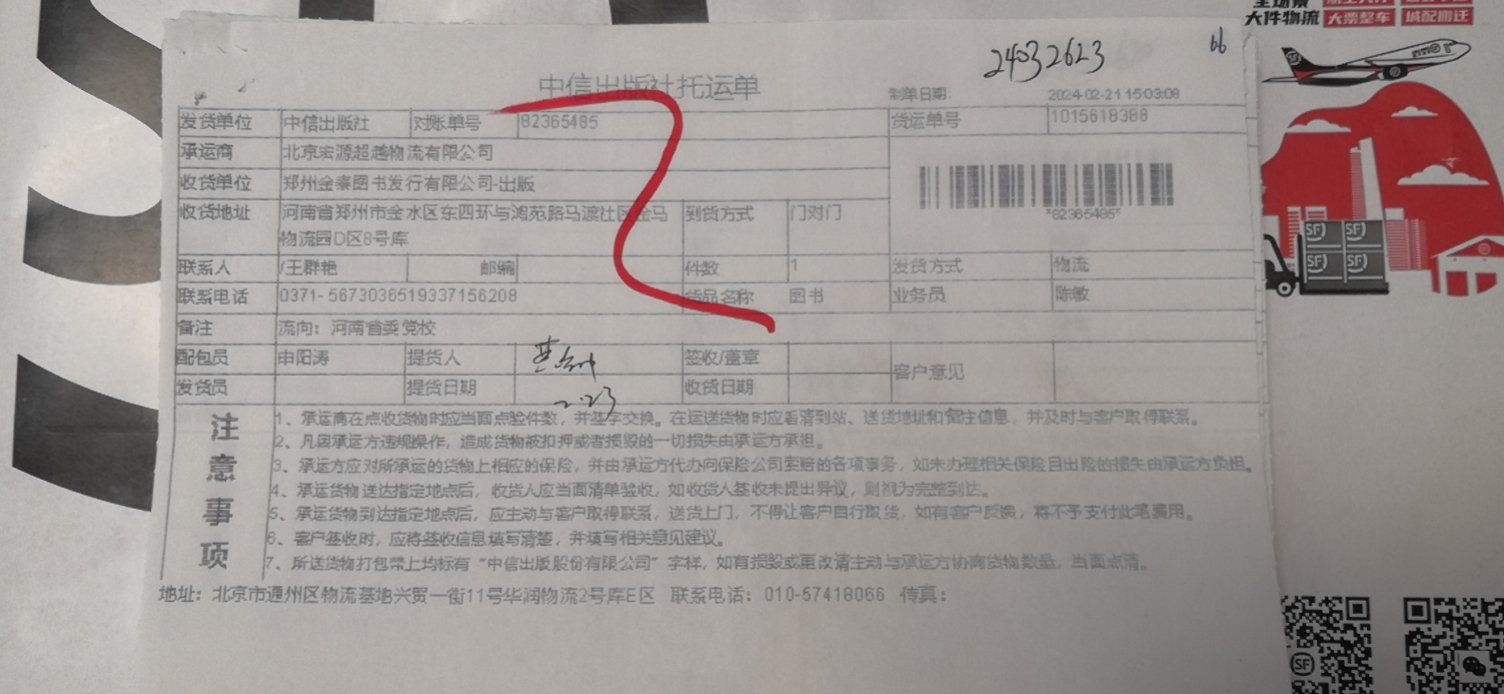 大件物流 大票整车 城配搬迁
2403 2623 66
中信出版社托运单
制单日期: 2024-02-21 15:03:08
发货单位 中信出版社 对账单号 82365485 货运单号 1015618388
承运商 北京宏源超越物流有限公司
收货单位 郑州金泰图书发行有限公司-出版
*82365485*
收货地址 河南省郑州市金水区东四环与鸿苑路马渡社区金马 到货方式 门对门
物流园D区8号库
联系人 /王群艳 邮编 件数 1 发货方式 物流
联系电话 0371- 5673036519337156208 货品名称 图书 业务员 陈敏
备注 流向: 河南省委党校
配包员 申阳涛 提货人 签收/盖章 客户意见
发货员 提货日期 2.23 收货日期
注意事项
1、承运商在点收货物时应当面点验件数，并签字交换。在运送货物时应看清到站、送货地址和备注信息，并及时与客户取得联系。
2、凡因承运方违规操作，造成货物被扣押或者损毁的一切损失由承运方承担。
3、承运方应对所承运的货物上相应的保险，并由承运方代办向保险公司索赔的各项事务，如未办理相关保险自出险的损失由承运方负担。
4、承运货物送达指定地点后，收货人应当面清单验收，如收货人签收未提出异议，则视为完整到达。
5、承运货物到达指定地点后，应主动与客户取得联系，送货上门，不得让客户自行取货，如有客户反馈，将不予支付此笔费用。
6、客户签收时，应将签收信息填写清楚，并填写相关意见建议。
7、所送货物打包带上均标有“中信出版股份有限公司”字样，如有损毁或更改请主动与承运方协商货物数量，当面点清。
地址: 北京市通州区物流基地兴贸一街11号华润物流2号库E区 联系电话: 010-57418066 传真:
SF SF
SF SF
SF